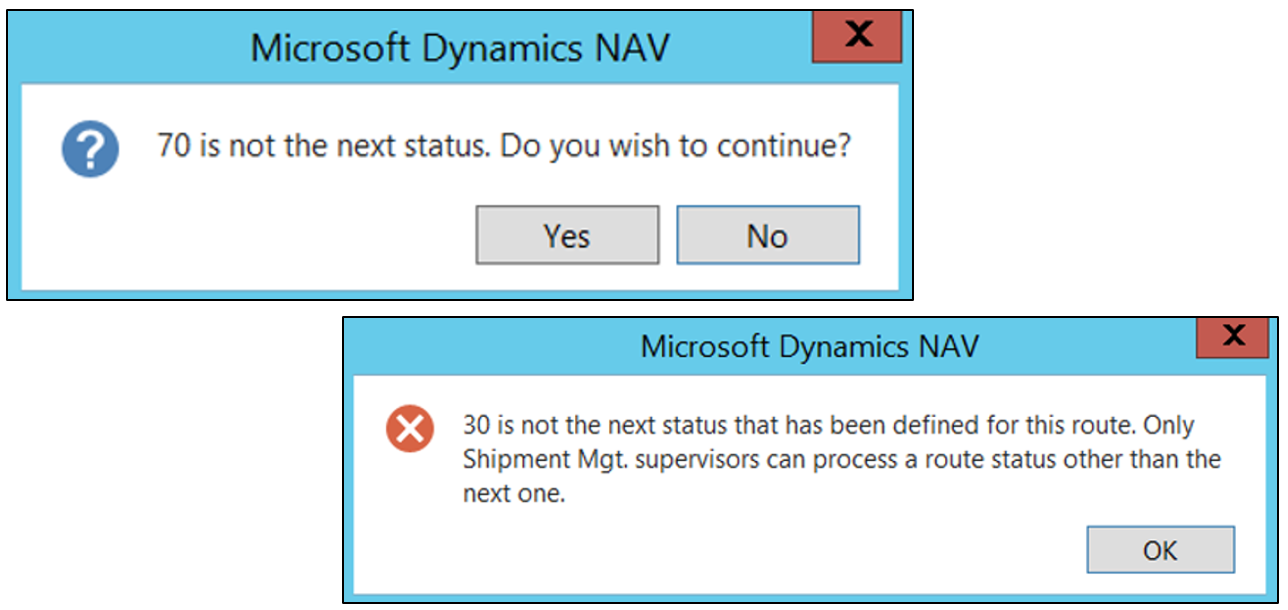 Microsoft Dynamics NAV
X
70 is not the next status. Do you wish to continue?
Yes
No
Microsoft Dynamics NAV
X
30 is not the next status that has been defined for this route. Only
Shipment Mgt. supervisors can process a route status other than the
next one.
OK